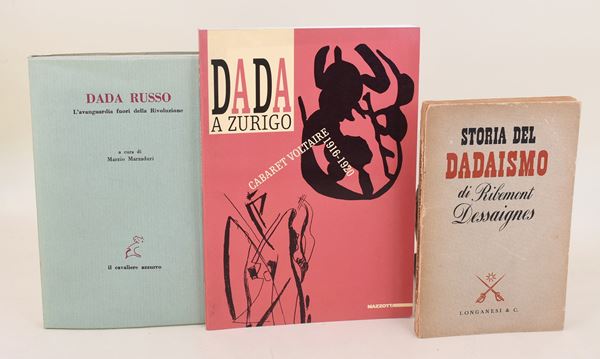 DADA RUSSO
L'avanguardia fuori della Rivoluzione
a cura di
Marzio Marzaduri
il cavaliere azzurro
DADA
A ZURIGO
CABARET VOLTAIRE
1916-1920
MAZZOTTA
STORIA DEL
DADAISMO
di Ribemont
Dessaignes
LONGANESI & C.